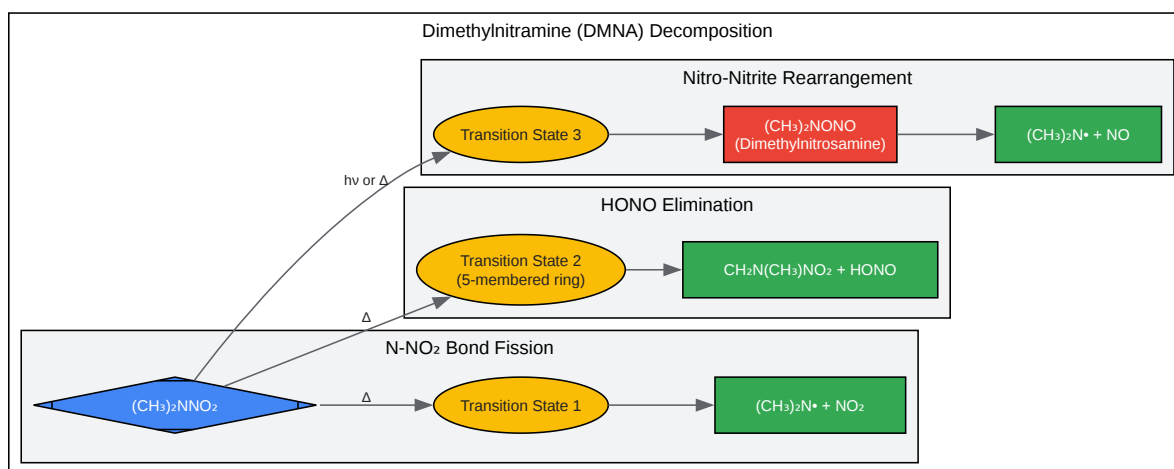 Dimethylnitramine (DMNA) Decomposition
Nitro-Nitrite Rearrangement
Transition State 3
(CH₃)₂NONO
(Dimethylnitrosamine)
(CH₃)₂N• + NO
hν or Δ
HONO Elimination
Transition State 2
(5-membered ring)
CH₂N(CH₃)NO₂ + HONO
Δ
N-NO₂ Bond Fission
(CH₃)₂NNO₂
Δ
Transition State 1
(CH₃)₂N• + NO₂